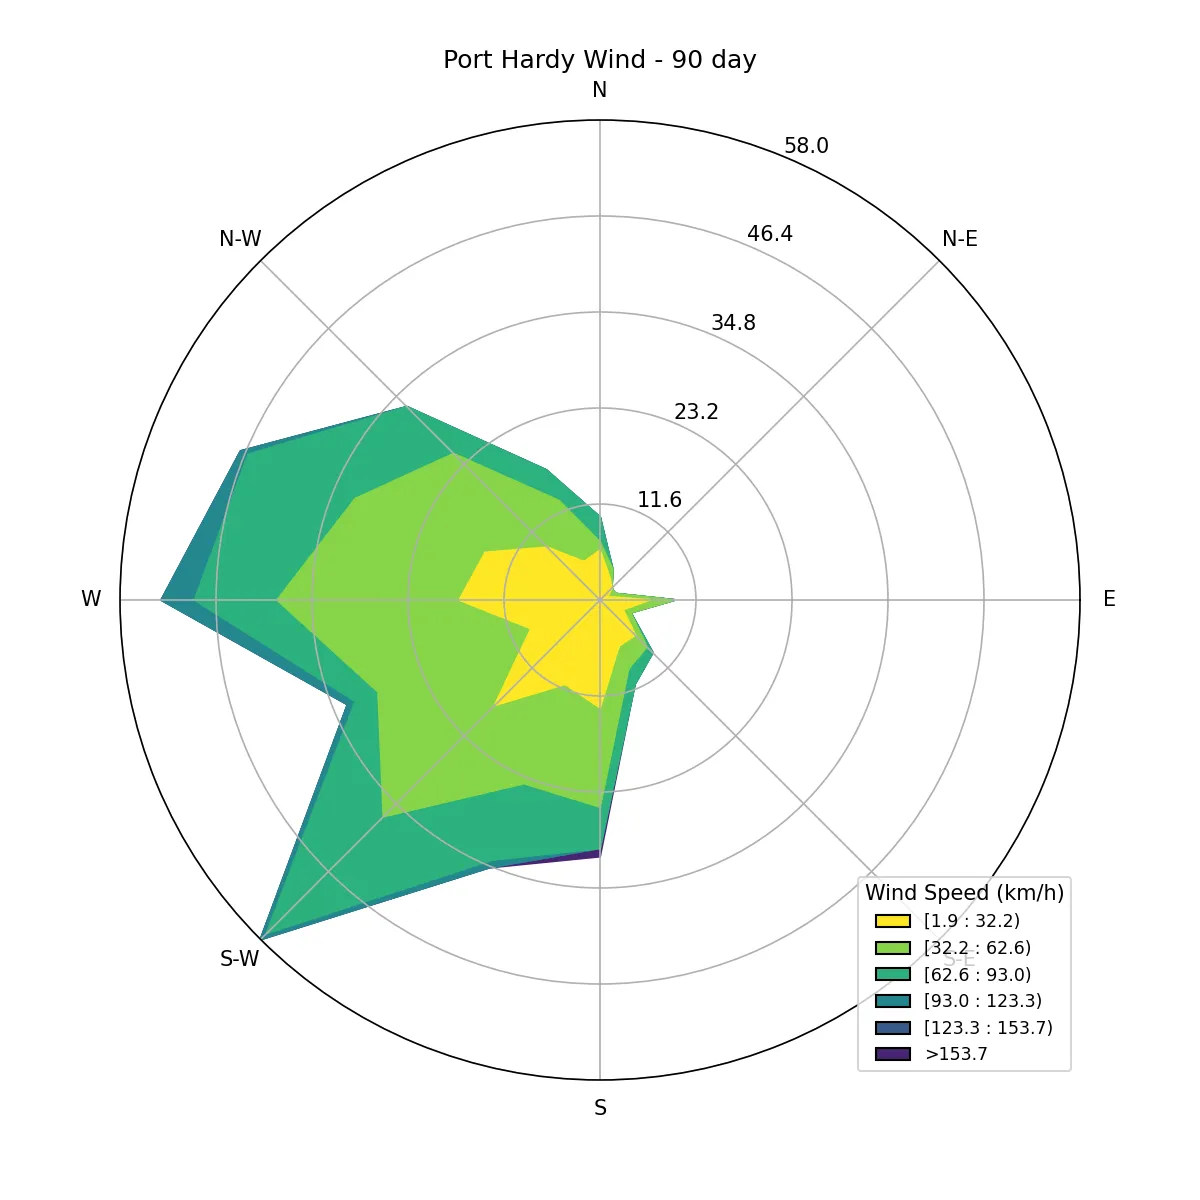 Port Hardy Wind - 90 day
N
58.0
46.4
N-W
N-E
34.8
23.2
11.6
W
E
Wind Speed (km/h)
[1.9 : 32.2)
[32.2 : 62.6)
S-W
S-E
[62.6 : 93.0)
[93.0 : 123.3)
[123.3 : 153.7)
>153.7
S